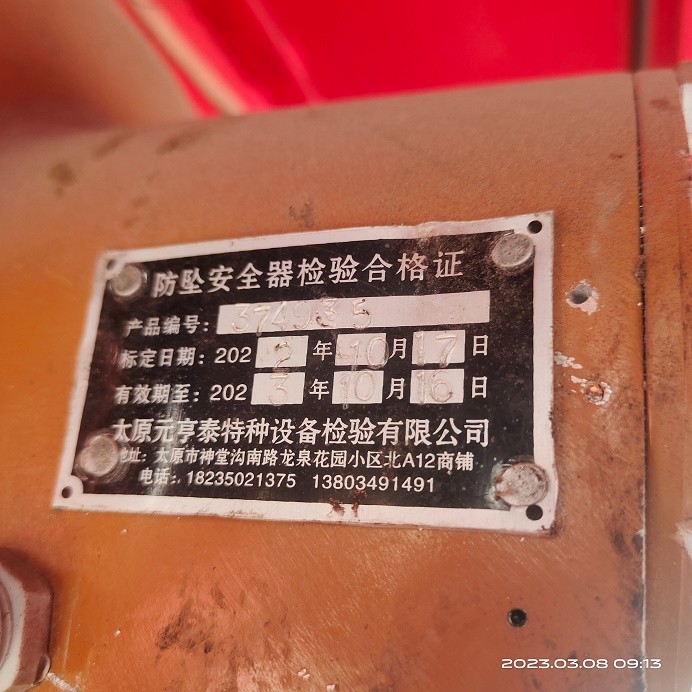 防坠安全器检验合格证
产品编号:
标定日期:2022年10月17日
有效期至:2023年10月16日
太原元亨泰特种设备检验有限公司
地址:太原市神堂沟南路龙泉花园小区北A12商铺
电话:18235021375 13803491491
2023.03.08 09:13